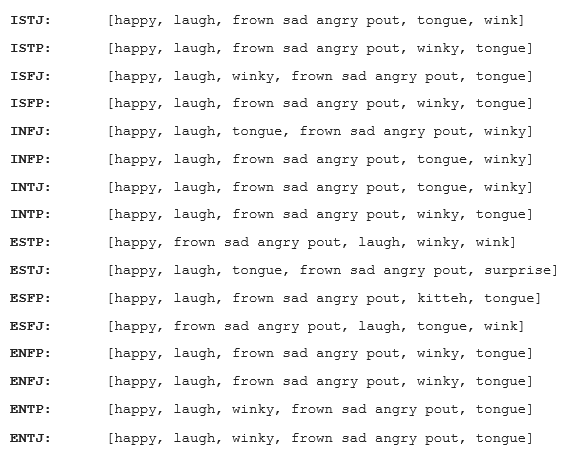 ISTJ: [happy, laugh, frown sad angry pout, tongue, wink]
ISTP: [happy, laugh, frown sad angry pout, winky, tongue]
ISFJ: [happy, laugh, winky, frown sad angry pout, tongue]
ISFP: [happy, laugh, frown sad angry pout, winky, tongue]
INFJ: [happy, laugh, tongue, frown sad angry pout, winky]
INFP: [happy, laugh, frown sad angry pout, tongue, winky]
INTJ: [happy, laugh, frown sad angry pout, tongue, winky]
INTP: [happy, laugh, frown sad angry pout, winky, tongue]
ESTP: [happy, frown sad angry pout, laugh, winky, wink]
ESTJ: [happy, laugh, tongue, frown sad angry pout, surprise]
ESFP: [happy, laugh, frown sad angry pout, kitteh, tongue]
ESFJ: [happy, frown sad angry pout, laugh, tongue, wink]
ENFP: [happy, laugh, frown sad angry pout, winky, tongue]
ENFJ: [happy, laugh, frown sad angry pout, winky, tongue]
ENTP: [happy, laugh, winky, frown sad angry pout, tongue]
ENTJ: [happy, laugh, winky, frown sad angry pout, tongue]